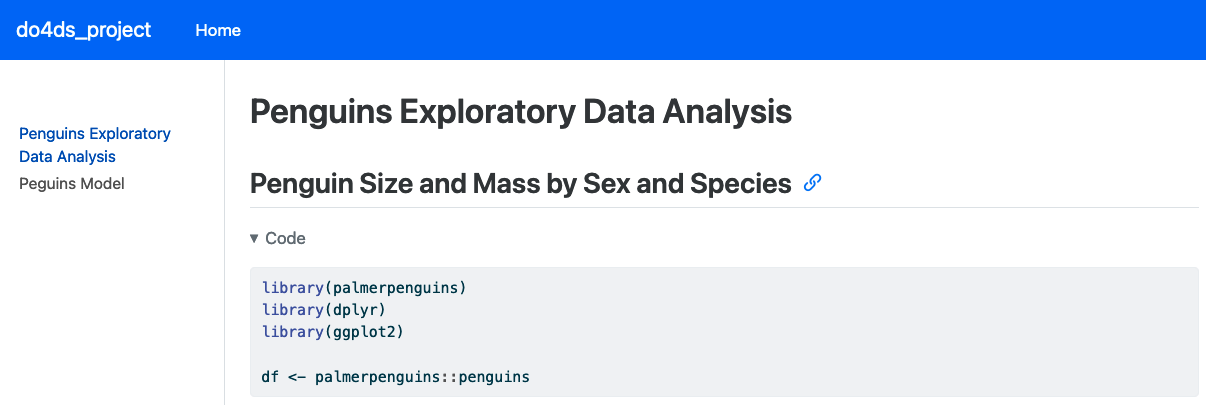 do4ds_project Home
Penguins Exploratory
Data Analysis
Peguins Model
Penguins Exploratory Data Analysis
Penguin Size and Mass by Sex and Species
▼ Code
library(palmerpenguins)
library(dplyr)
library(ggplot2)
df <- palmerpenguins::penguins